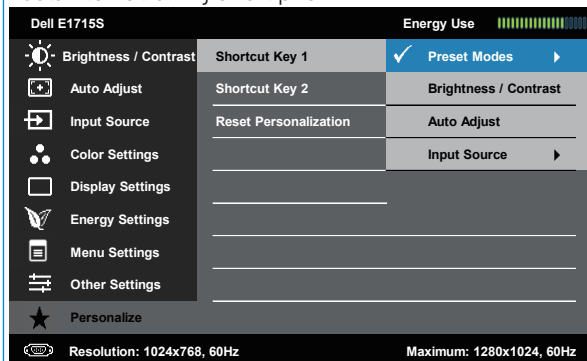 Dell E1715S Energy Use
Brightness / Contrast Shortcut Key 1 Preset Modes
Auto Adjust Shortcut Key 2 Brightness / Contrast
Input Source Reset Personalization Auto Adjust
Color Settings Input Source
Display Settings
Energy Settings
Menu Settings
Other Settings
Personalize
Resolution: 1024x768, 60Hz Maximum: 1280x1024, 60Hz